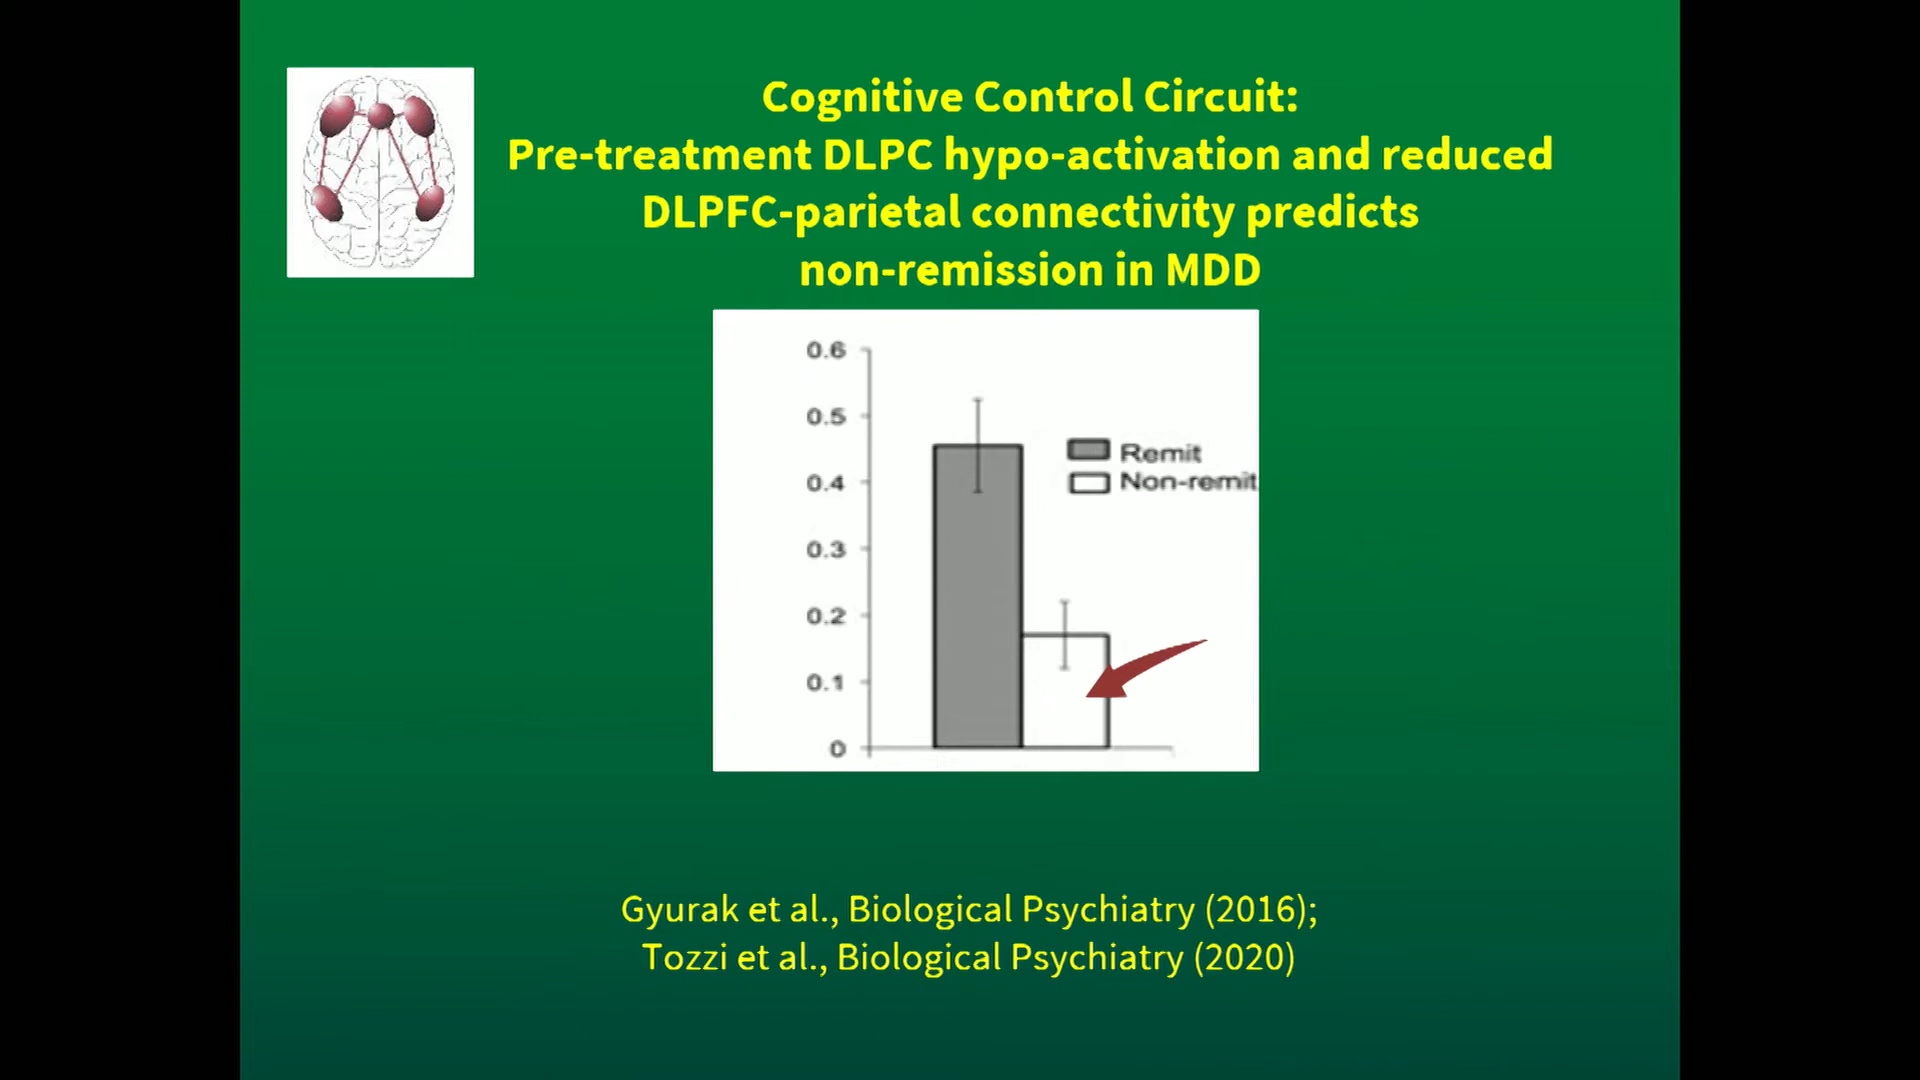 Cognitive Control Circuit:
Pre-treatment DLPC hypo-activation and reduced
DLPFC-parietal connectivity predicts
non-remission in MDD
0.6
0.5
0.4
0.3
0.2
0.1
0
Remit
Non-remit
Gyurak et al., Biological Psychiatry (2016);
Tozzi et al., Biological Psychiatry (2020)